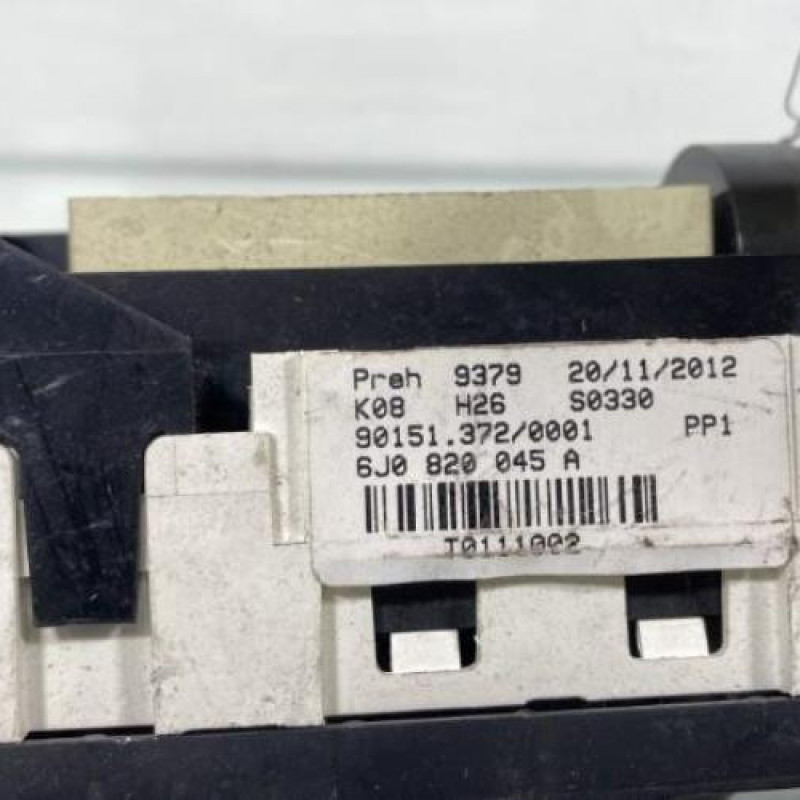 Preh 9379 20/11/2012
K08 H26 S0330
90151.372/0001 PP1
6J0 820 045 A
T0111002